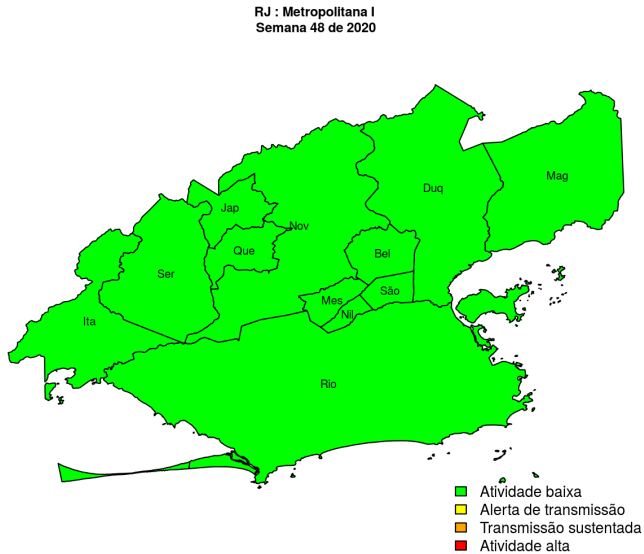 RJ : Metropolitana I
Semana 48 de 2020
Mag
Duq
Jap
Nov
Que
Bel
Ser
São
Mes
Nil
Ita
Rio
Atividade baixa
Alerta de transmissão
Transmissão sustentada
Atividade alta